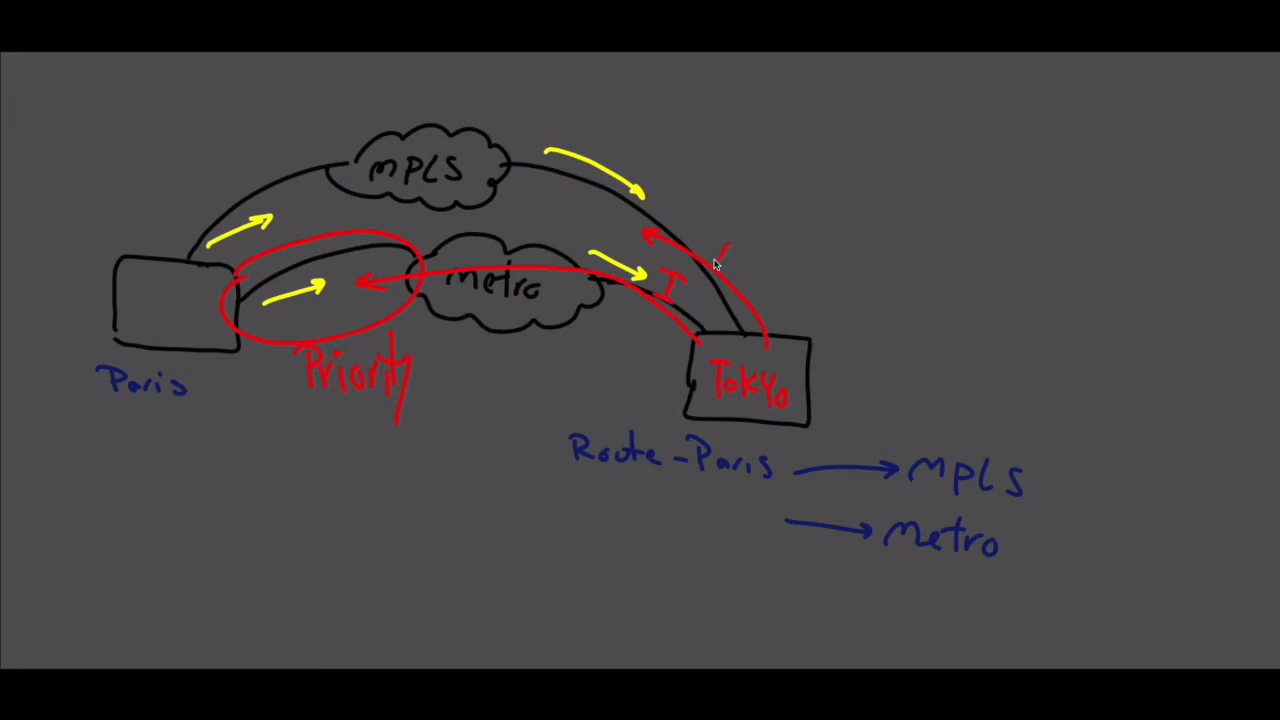 MPLS
Metro
Priority
Paris
I
Tokyo
Route-Paris → MPLS
→ Metro